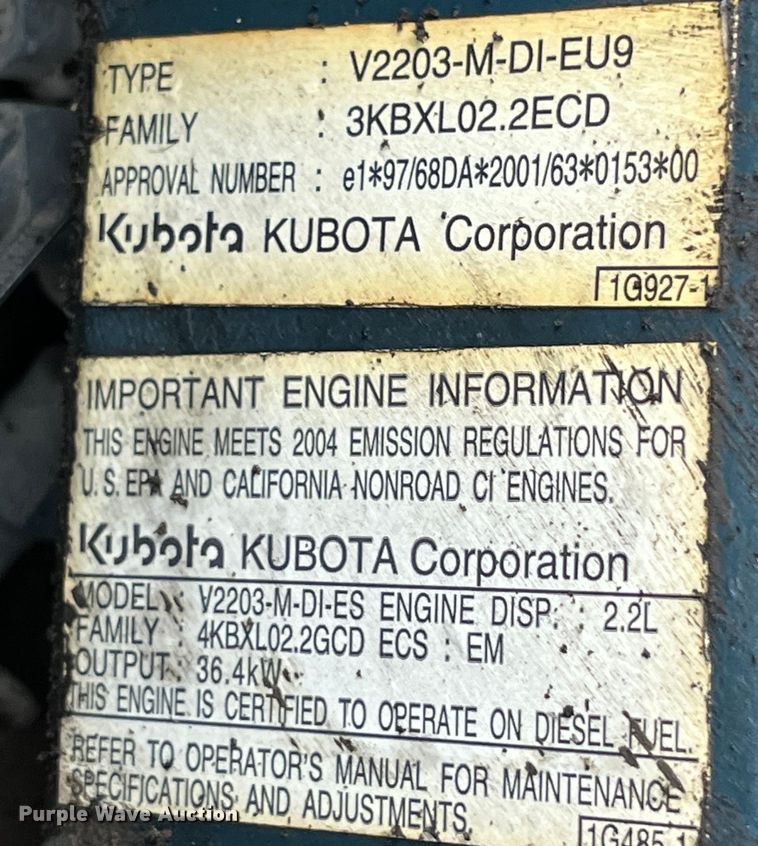 TYPE : V2203-M-DI-EU9
FAMILY : 3KBXL02.2ECD
APPROVAL NUMBER : e1*97/68DA*2001/63*0153*00
Kubota KUBOTA Corporation
1G927-1
IMPORTANT ENGINE INFORMATION
THIS ENGINE MEETS 2004 EMISSION REGULATIONS FOR
U.S. EPA AND CALIFORNIA NONROAD CI ENGINES.
Kubota KUBOTA Corporation
MODEL : V2203-M-DI-ES ENGINE DISP. : 2.2L
FAMILY : 4KBXL02.2GCD ECS : EM
OUTPUT : 36.4kW
THIS ENGINE IS CERTIFIED TO OPERATE ON DIESEL FUEL.
REFER TO OPERATOR'S MANUAL FOR MAINTENANCE
SPECIFICATIONS AND ADJUSTMENTS.
1G485-1
Purple Wave Auction